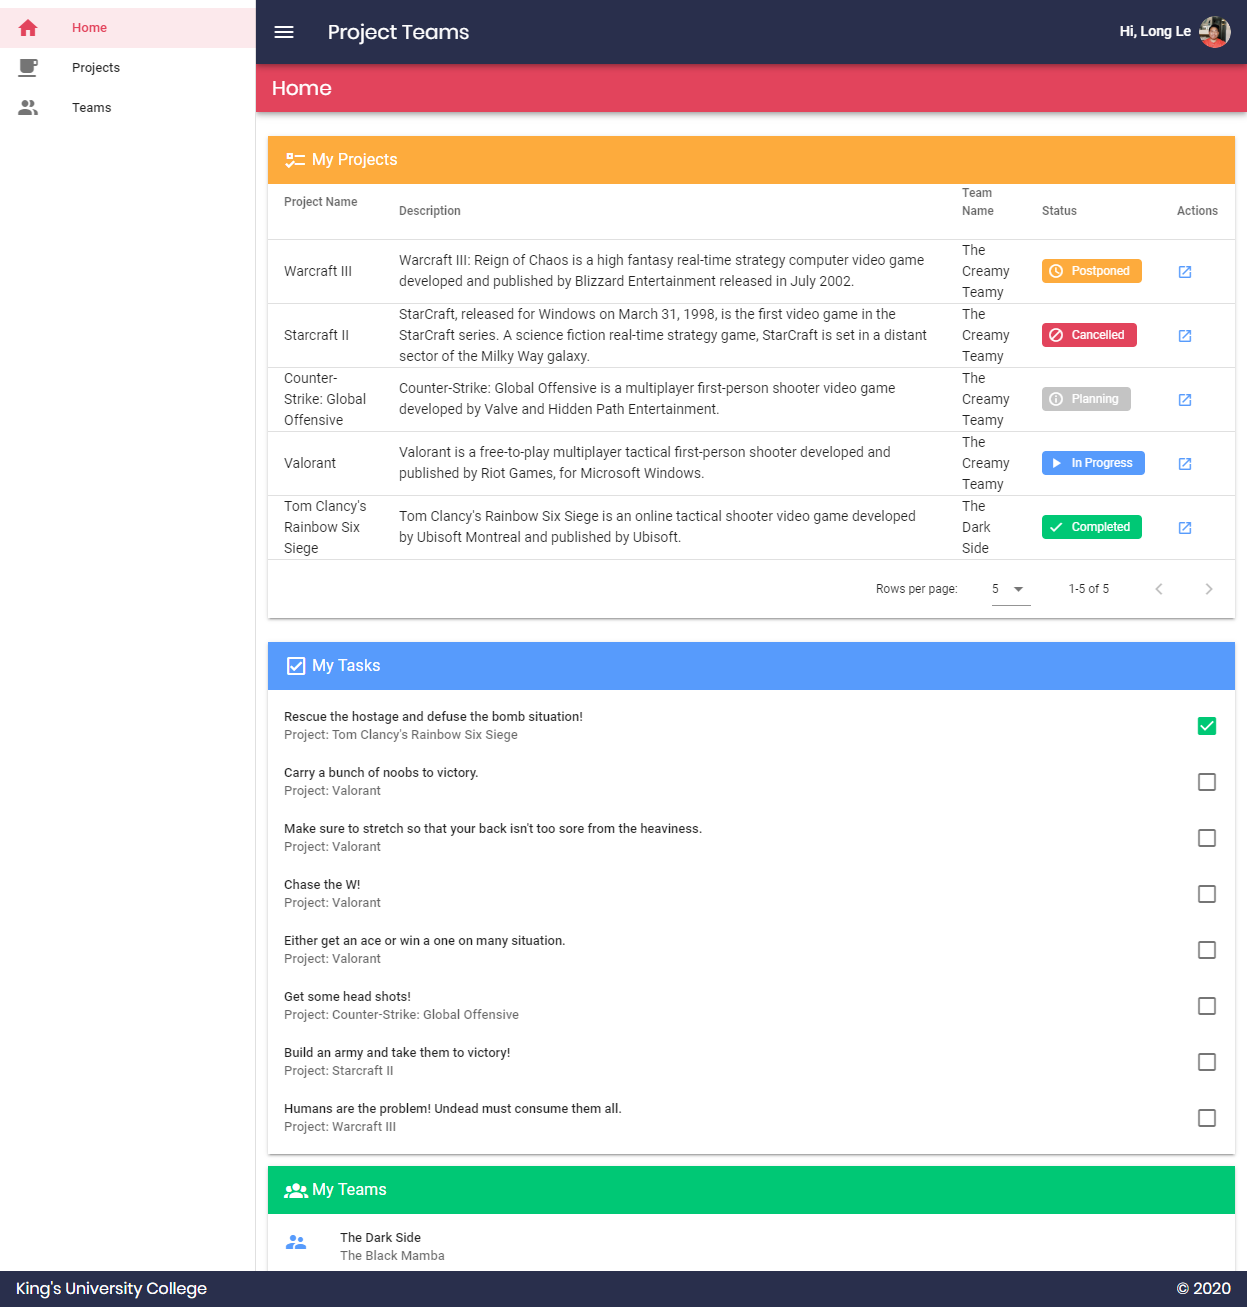 Home
Projects
Teams
Project Teams
Hi, Long Le
Home
My Projects
Project Name
Description
Team
Name
Status
Actions
Warcraft III
Warcraft III: Reign of Chaos is a high fantasy real-time strategy computer video game
developed and published by Blizzard Entertainment released in July 2002.
The
Creamy
Teamy
Postponed
Starcraft II
StarCraft, released for Windows on March 31, 1998, is the first video game in the
StarCraft series. A science fiction real-time strategy game, StarCraft is set in a distant
sector of the Milky Way galaxy.
The
Creamy
Teamy
Cancelled
Counter-
Strike: Global
Offensive
Counter-Strike: Global Offensive is a multiplayer first-person shooter video game
developed by Valve and Hidden Path Entertainment.
The
Creamy
Teamy
Planning
Valorant
Valorant is a free-to-play multiplayer tactical first-person shooter developed and
published by Riot Games, for Microsoft Windows.
The
Creamy
Teamy
In Progress
Tom Clancy's
Rainbow Six
Siege
Tom Clancy's Rainbow Six Siege is an online tactical shooter video game developed
by Ubisoft Montreal and published by Ubisoft.
The
Dark
Side
Completed
Rows per page:
5
1-5 of 5
My Tasks
Rescue the hostage and defuse the bomb situation!
Project: Tom Clancy's Rainbow Six Siege
Carry a bunch of noobs to victory.
Project: Valorant
Make sure to stretch so that your back isn't too sore from the heaviness.
Project: Valorant
Chase the W!
Project: Valorant
Either get an ace or win a one on many situation.
Project: Valorant
Get some head shots!
Project: Counter-Strike: Global Offensive
Build an army and take them to victory!
Project: Starcraft II
Humans are the problem! Undead must consume them all.
Project: Warcraft III
My Teams
The Dark Side
The Black Mamba
King's University College
© 2020